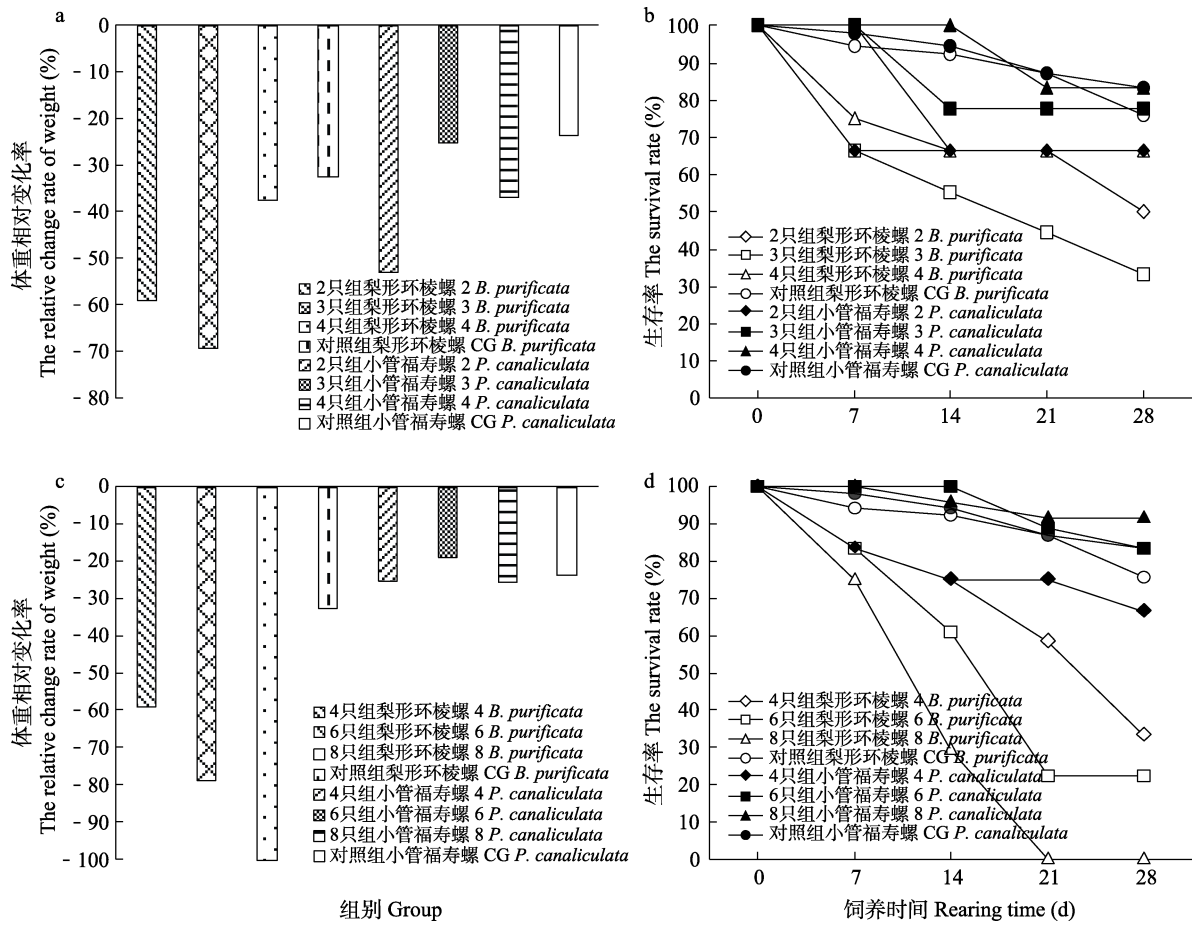 a
体重相对变化率
The relative change rate of weight (%)
0
- 10
- 20
- 30
- 40
- 50
- 60
- 70
- 80
2只组梨形环棱螺 2 B. purificata
3只组梨形环棱螺 3 B. purificata
4只组梨形环棱螺 4 B. purificata
对照组梨形环棱螺 CG B. purificata
2只组小管福寿螺 2 P. canaliculata
3只组小管福寿螺 3 P. canaliculata
4只组小管福寿螺 4 P. canaliculata
对照组小管福寿螺 CG P. canaliculata
b
生存率 The survival rate (%)
100
90
80
70
60
50
40
30
20
10
0
2只组梨形环棱螺 2 B. purificata
3只组梨形环棱螺 3 B. purificata
4只组梨形环棱螺 4 B. purificata
对照组梨形环棱螺 CG B. purificata
2只组小管福寿螺 2 P. canaliculata
3只组小管福寿螺 3 P. canaliculata
4只组小管福寿螺 4 P. canaliculata
对照组小管福寿螺 CG P. canaliculata
0 7 14 21 28
c
体重相对变化率
The relative change rate of weight (%)
0
- 10
- 20
- 30
- 40
- 50
- 60
- 70
- 80
- 90
- 100
4只组梨形环棱螺 4 B. purificata
6只组梨形环棱螺 6 B. purificata
8只组梨形环棱螺 8 B. purificata
对照组梨形环棱螺 CG B. purificata
4只组小管福寿螺 4 P. canaliculata
6只组小管福寿螺 6 P. canaliculata
8只组小管福寿螺 8 P. canaliculata
对照组小管福寿螺 CG P. canaliculata
组别 Group
d
生存率 The survival rate (%)
100
90
80
70
60
50
40
30
20
10
0
4只组梨形环棱螺 4 B. purificata
6只组梨形环棱螺 6 B. purificata
8只组梨形环棱螺 8 B. purificata
对照组梨形环棱螺 CG B. purificata
4只组小管福寿螺 4 P. canaliculata
6只组小管福寿螺 6 P. canaliculata
8只组小管福寿螺 8 P. canaliculata
对照组小管福寿螺 CG P. canaliculata
0 7 14 21 28
饲养时间 Rearing time (d)